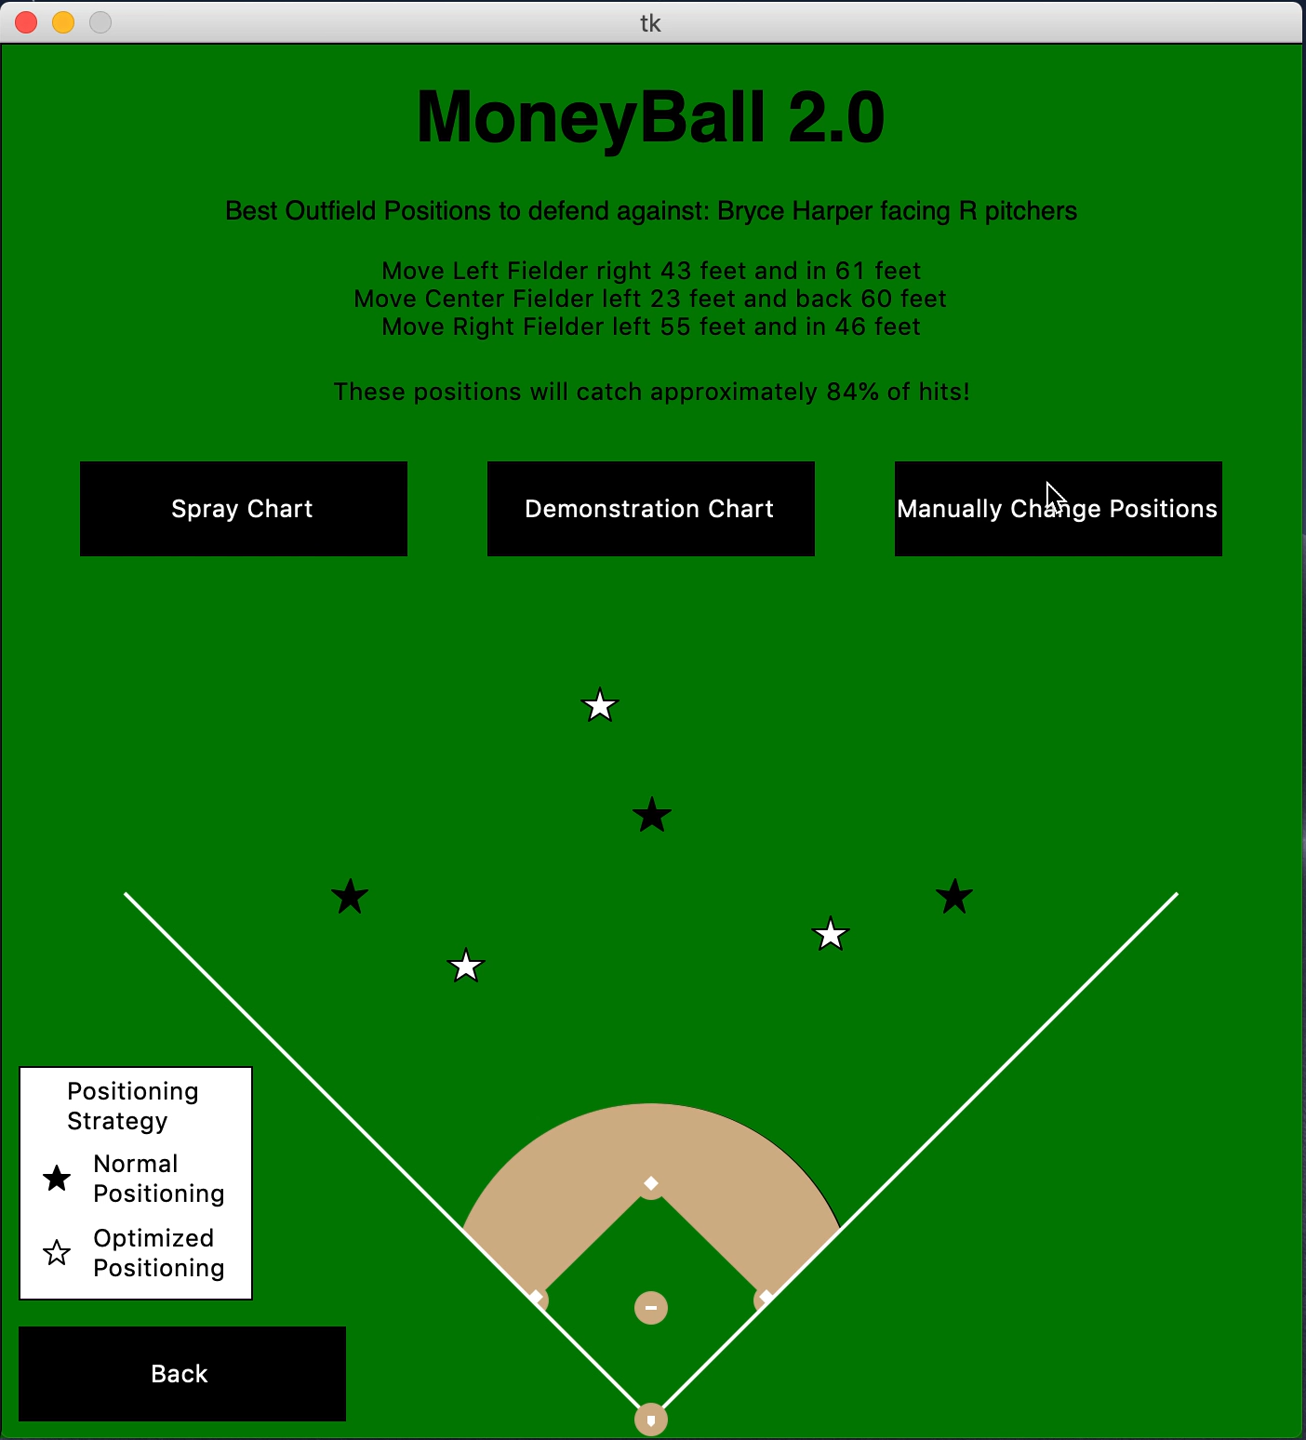 tk
MoneyBall 2.0
Best Outfield Positions to defend against: Bryce Harper facing R pitchers
Move Left Fielder right 43 feet and in 61 feet
Move Center Fielder left 23 feet and back 60 feet
Move Right Fielder left 55 feet and in 46 feet
These positions will catch approximately 84% of hits!
Spray Chart
Demonstration Chart
Manually Change Positions
Positioning
Strategy
Normal
Positioning
Optimized
Positioning
Back